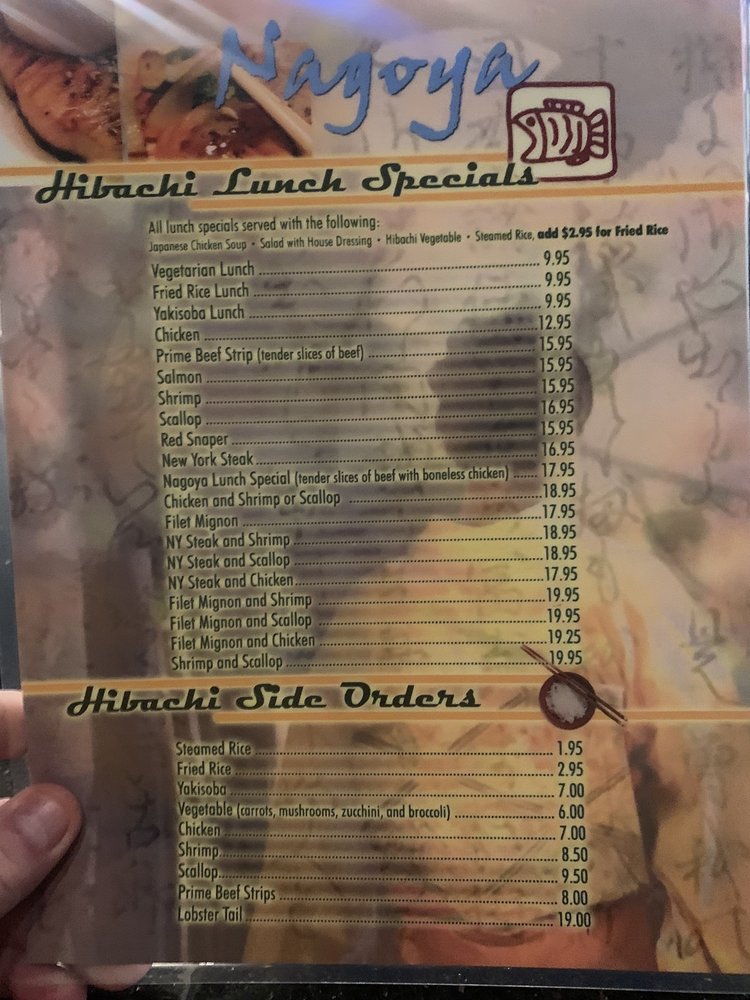 Nagoya
Hibachi Lunch Specials
All lunch specials served with the following:
Japanese Chicken Soup • Salad with House Dressing • Hibachi Vegetable • Steamed Rice, add $2.95 for Fried Rice
Vegetarian Lunch 9.95
Fried Rice Lunch 9.95
Yakisoba Lunch 9.95
Chicken 12.95
Prime Beef Strip (tender slices of beef) 15.95
Salmon 15.95
Shrimp 15.95
Scallop 16.95
Red Snaper 15.95
New York Steak 16.95
Nagoya Lunch Special (tender slices of beef with boneless chicken) 17.95
Chicken and Shrimp or Scallop 18.95
Filet Mignon 17.95
NY Steak and Shrimp 18.95
NY Steak and Scallop 18.95
NY Steak and Chicken 17.95
Filet Mignon and Shrimp 19.95
Filet Mignon and Scallop 19.95
Filet Mignon and Chicken 19.25
Shrimp and Scallop 19.95
Hibachi Side Orders
Steamed Rice 1.95
Fried Rice 2.95
Yakisoba 7.00
Vegetable (carrots, mushrooms, zucchini, and broccoli) 6.00
Chicken 7.00
Shrimp 8.50
Scallop 9.50
Prime Beef Strips 8.00
Lobster Tail 19.00